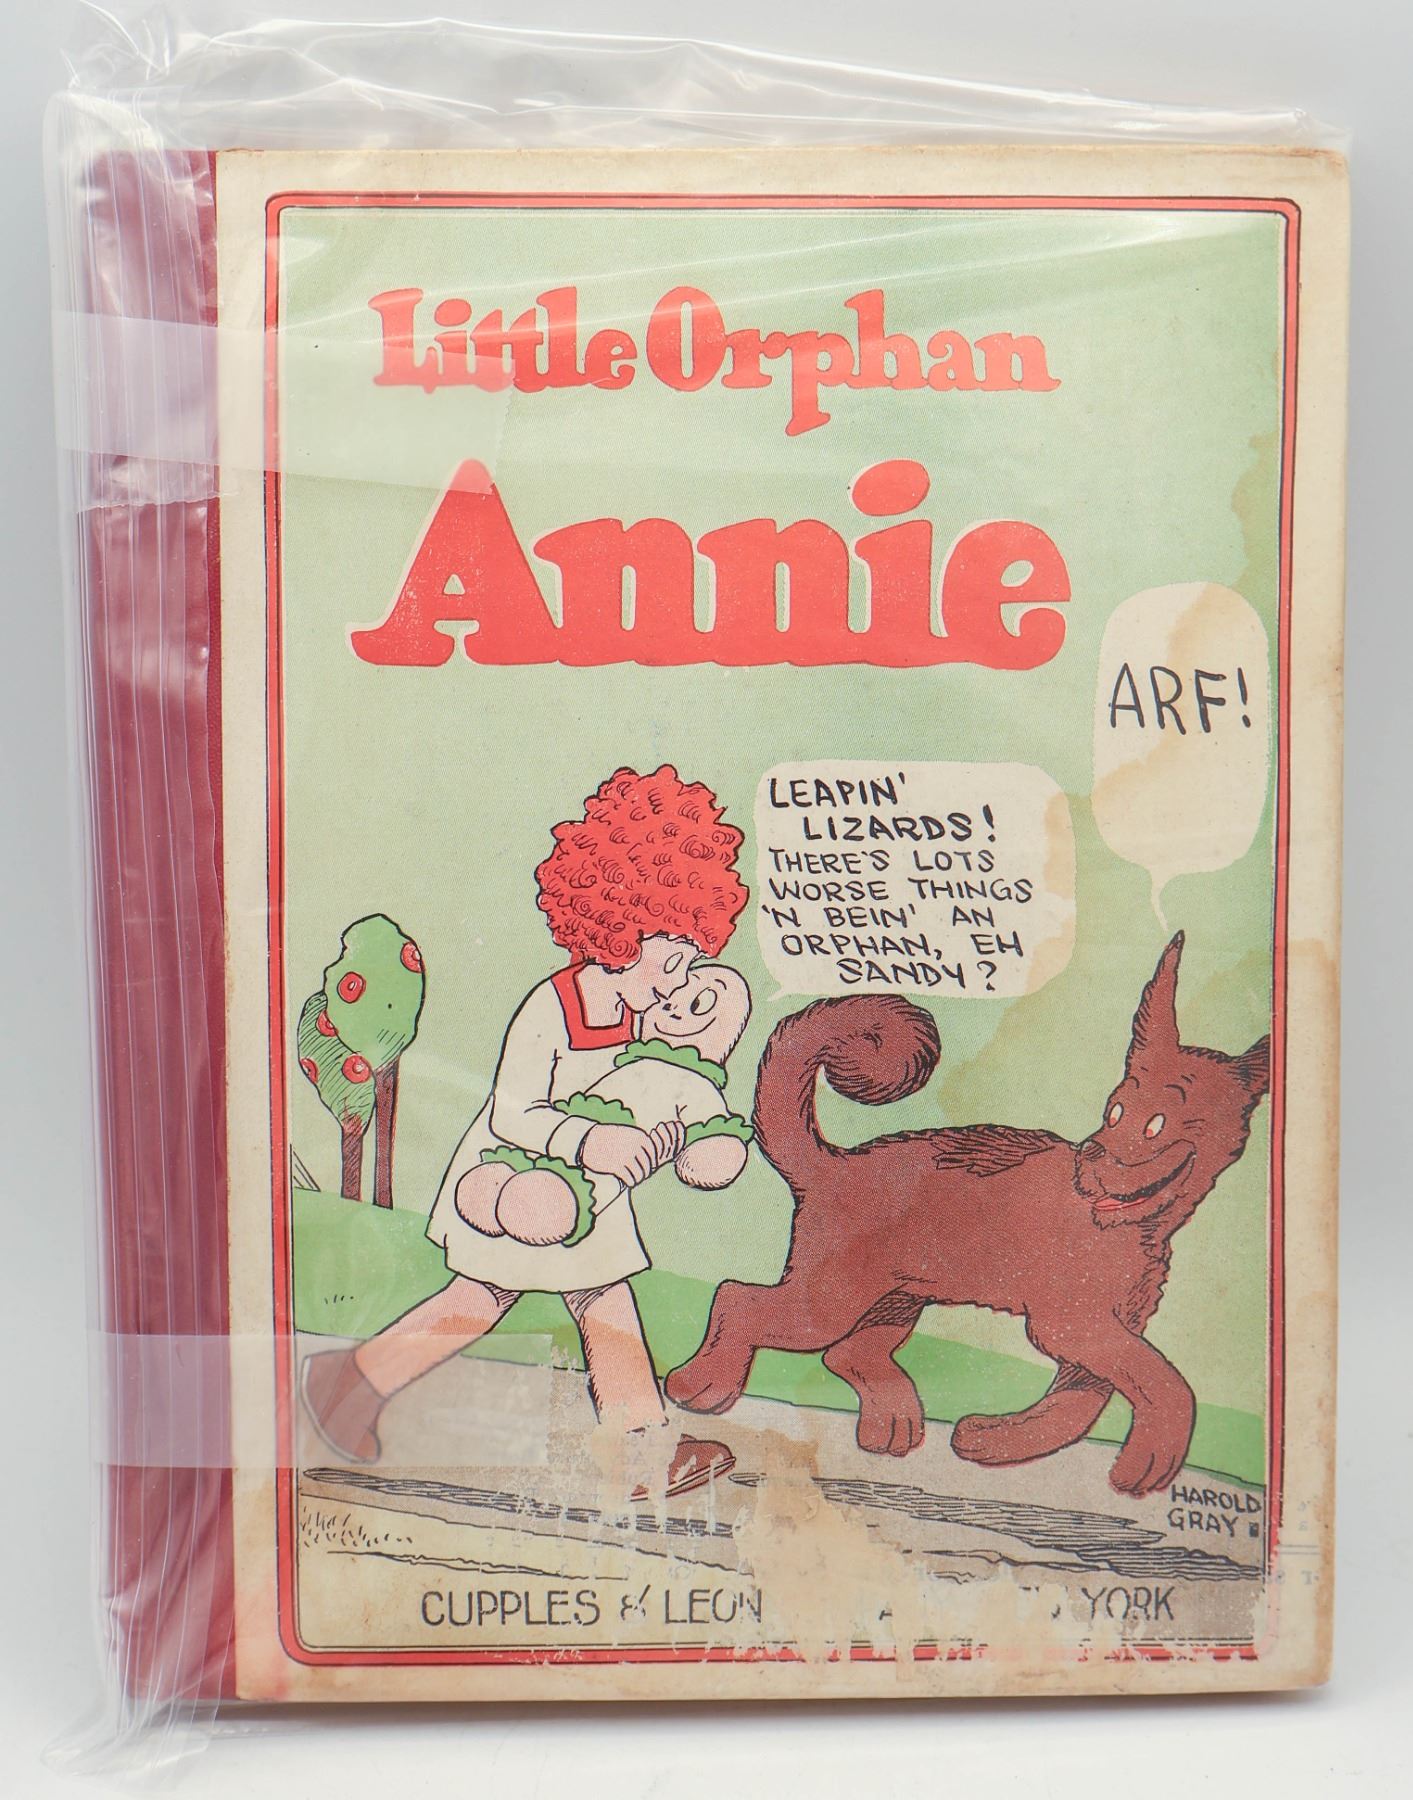 Little Orphan
Annie
ARF!
LEAPIN'
LIZARDS!
THERE'S LOTS
WORSE THINGS
'N BEIN' AN
ORPHAN, EH
SANDY?
HAROLD
GRAY
CUPPLES & LEON YORK